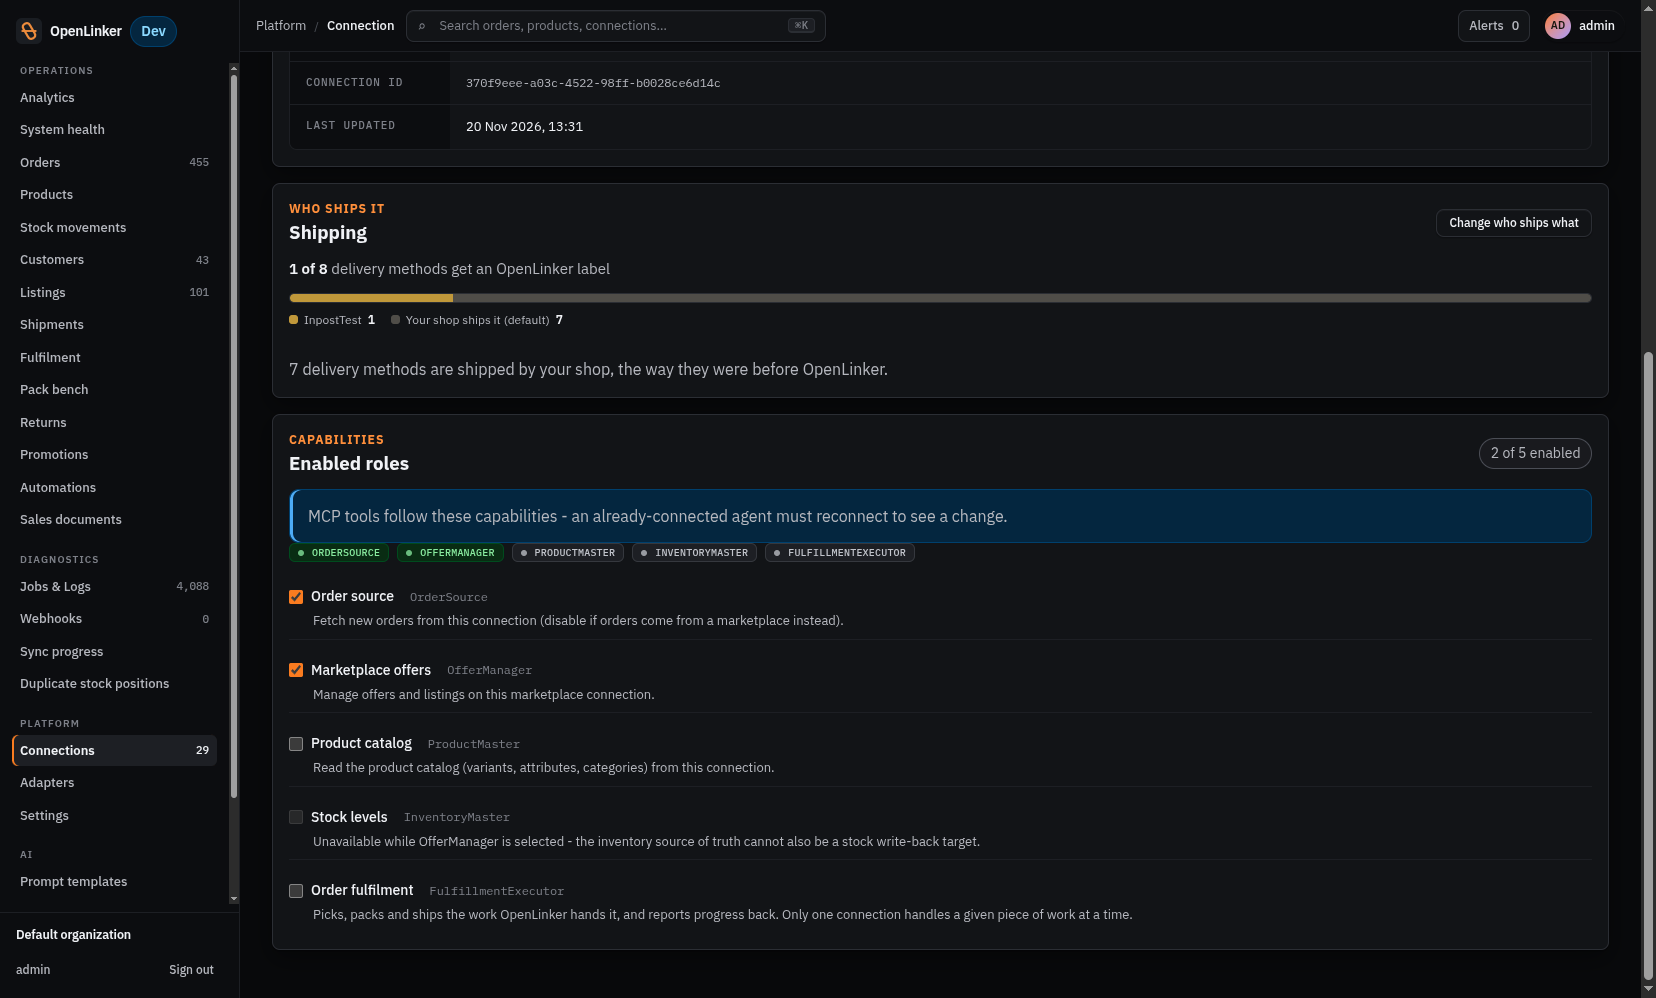 OpenLinker Dev
Platform / Connection
Search orders, products, connections... ⌘K
Alerts 0
AD admin
OPERATIONS
Analytics
System health
Orders 455
Products
Stock movements
Customers 43
Listings 101
Shipments
Fulfilment
Pack bench
Returns
Promotions
Automations
Sales documents
DIAGNOSTICS
Jobs & Logs 4,088
Webhooks 0
Sync progress
Duplicate stock positions
PLATFORM
Connections 29
Adapters
Settings
AI
Prompt templates
Default organization
admin Sign out
CONNECTION ID 370f9eee-a03c-4522-98ff-b0028ce6d14c
LAST UPDATED 20 Nov 2026, 13:31
WHO SHIPS IT
Shipping
Change who ships what
1 of 8 delivery methods get an OpenLinker label
InpostTest 1 Your shop ships it (default) 7
7 delivery methods are shipped by your shop, the way they were before OpenLinker.
CAPABILITIES
Enabled roles
2 of 5 enabled
MCP tools follow these capabilities - an already-connected agent must reconnect to see a change.
ORDERSOURCE OFFERMANAGER PRODUCTMASTER INVENTORYMASTER FULFILLMENTEXECUTOR
Order source OrderSource
Fetch new orders from this connection (disable if orders come from a marketplace instead).
Marketplace offers OfferManager
Manage offers and listings on this marketplace connection.
Product catalog ProductMaster
Read the product catalog (variants, attributes, categories) from this connection.
Stock levels InventoryMaster
Unavailable while OfferManager is selected - the inventory source of truth cannot also be a stock write-back target.
Order fulfilment FulfillmentExecutor
Picks, packs and ships the work OpenLinker hands it, and reports progress back. Only one connection handles a given piece of work at a time.